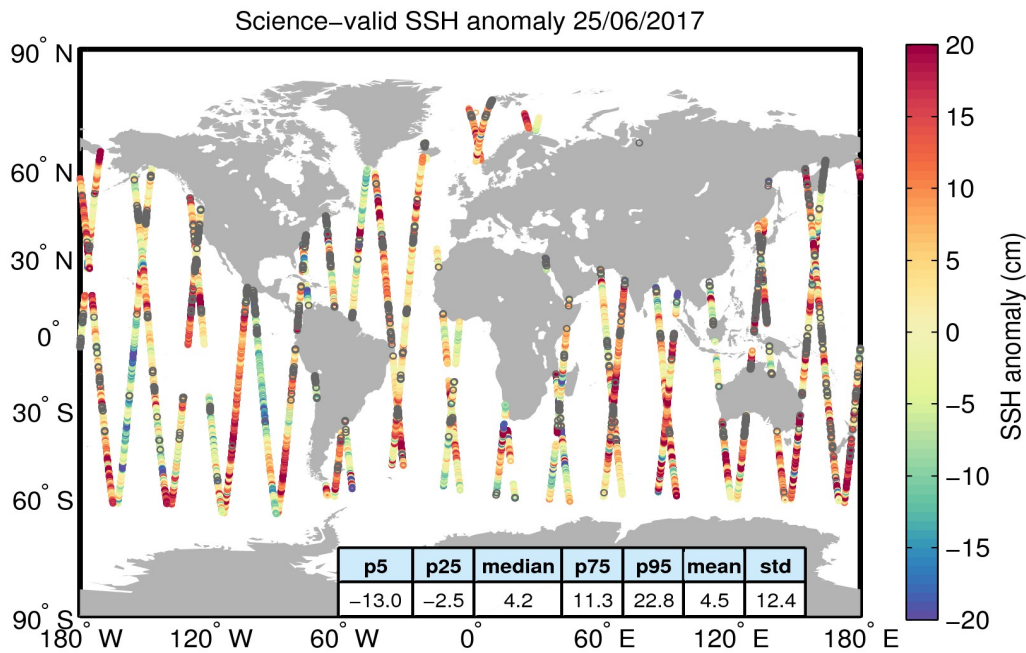 Science−valid SSH anomaly 25/06/2017
90° N
60° N
30° N
0°
30° S
60° S
90° S
180° W
120° W
60° W
0°
60° E
120° E
180° E
p5 p25 median p75 p95 mean std
−13.0 −2.5 4.2 11.3 22.8 4.5 12.4
20
15
10
5
0
−5
−10
−15
−20
SSH anomaly (cm)